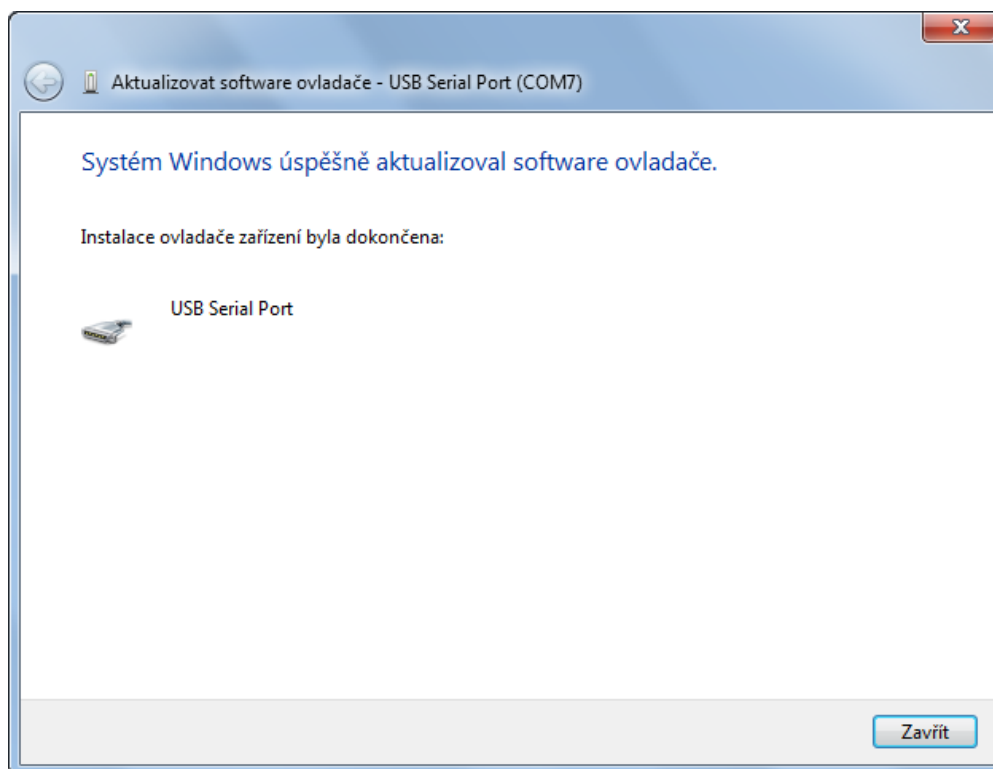 Aktualizovat software ovladače - USB Serial Port (COM7)
Systém Windows úspěšně aktualizoval software ovladače.
Instalace ovladače zařízení byla dokončena:
USB Serial Port
Zavřít